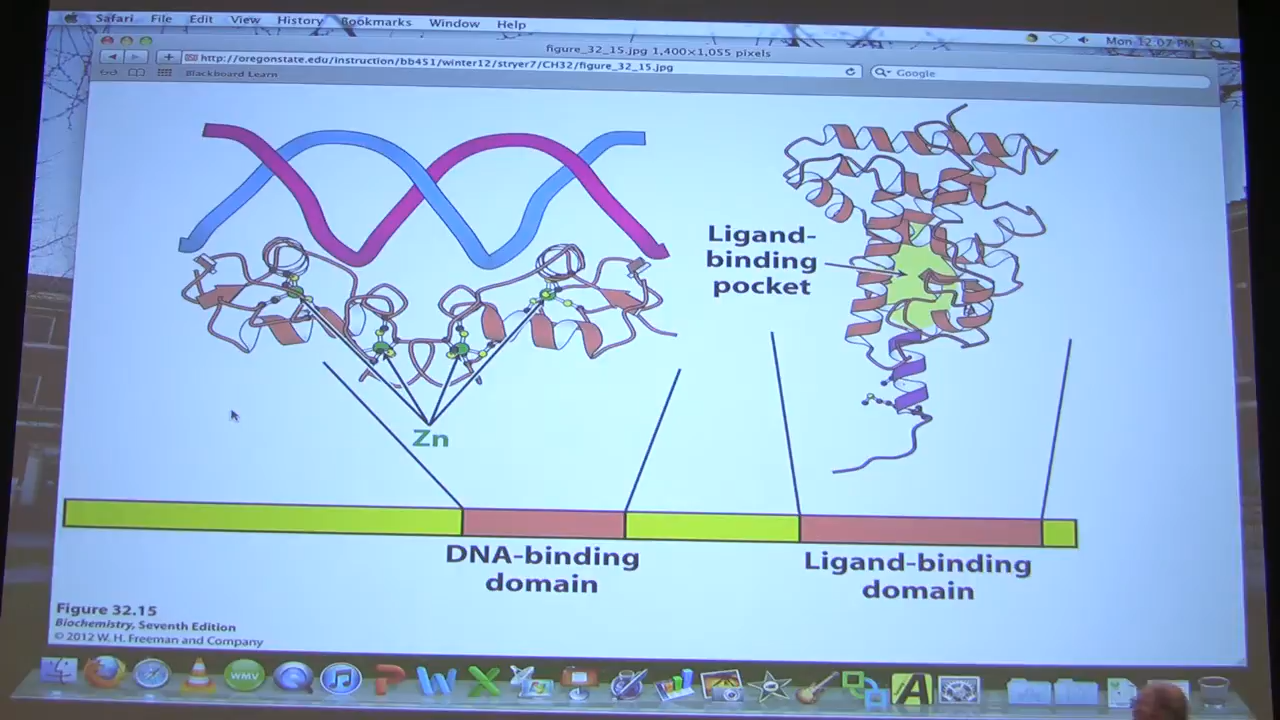 Safari File Edit View History Bookmarks Window Help
Mon 12:07 PM
figure_32_15.jpg 1,400×1,055 pixels
http://oregonstate.edu/instruction/bb451/winter12/stryer7/CH32/figure_32_15.jpg
Google
Blackboard Learn
Ligand-
binding
pocket
Zn
DNA-binding
domain
Ligand-binding
domain
Figure 32.15
Biochemistry, Seventh Edition
© 2012 W. H. Freeman and Company
WMV